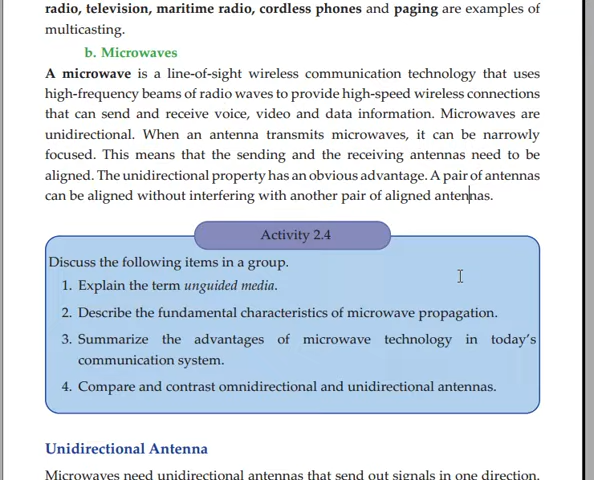 radio, television, maritime radio, cordless phones and paging are examples of
multicasting.
b. Microwaves
A microwave is a line-of-sight wireless communication technology that uses
high-frequency beams of radio waves to provide high-speed wireless connections
that can send and receive voice, video and data information. Microwaves are
unidirectional. When an antenna transmits microwaves, it can be narrowly
focused. This means that the sending and the receiving antennas need to be
aligned. The unidirectional property has an obvious advantage. A pair of antennas
can be aligned without interfering with another pair of aligned antennas.
Activity 2.4
Discuss the following items in a group.
1. Explain the term unguided media.
2. Describe the fundamental characteristics of microwave propagation.
3. Summarize the advantages of microwave technology in today's
communication system.
4. Compare and contrast omnidirectional and unidirectional antennas.
Unidirectional Antenna
Microwaves need unidirectional antennas that send out signals in one direction.